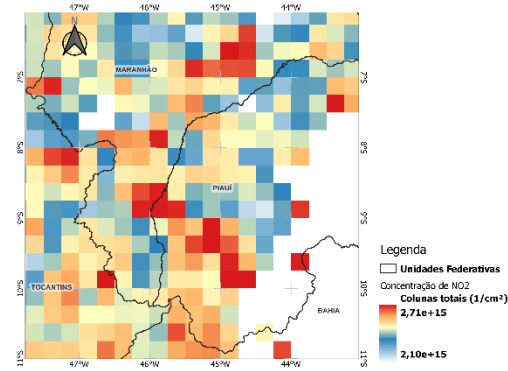 47°W 46°W 45°W 44°W
N
MARANHÃO
7°S 7°S
8°S 8°S
PIAUÍ
9°S 9°S
Legenda
Unidades Federativas
Concentração de NO2
Colunas totais (1/cm²)
2,71e+15
2,10e+15
TOCANTINS
10°S 10°S
BAHIA
11°S 11°S
47°W 46°W 45°W 44°W